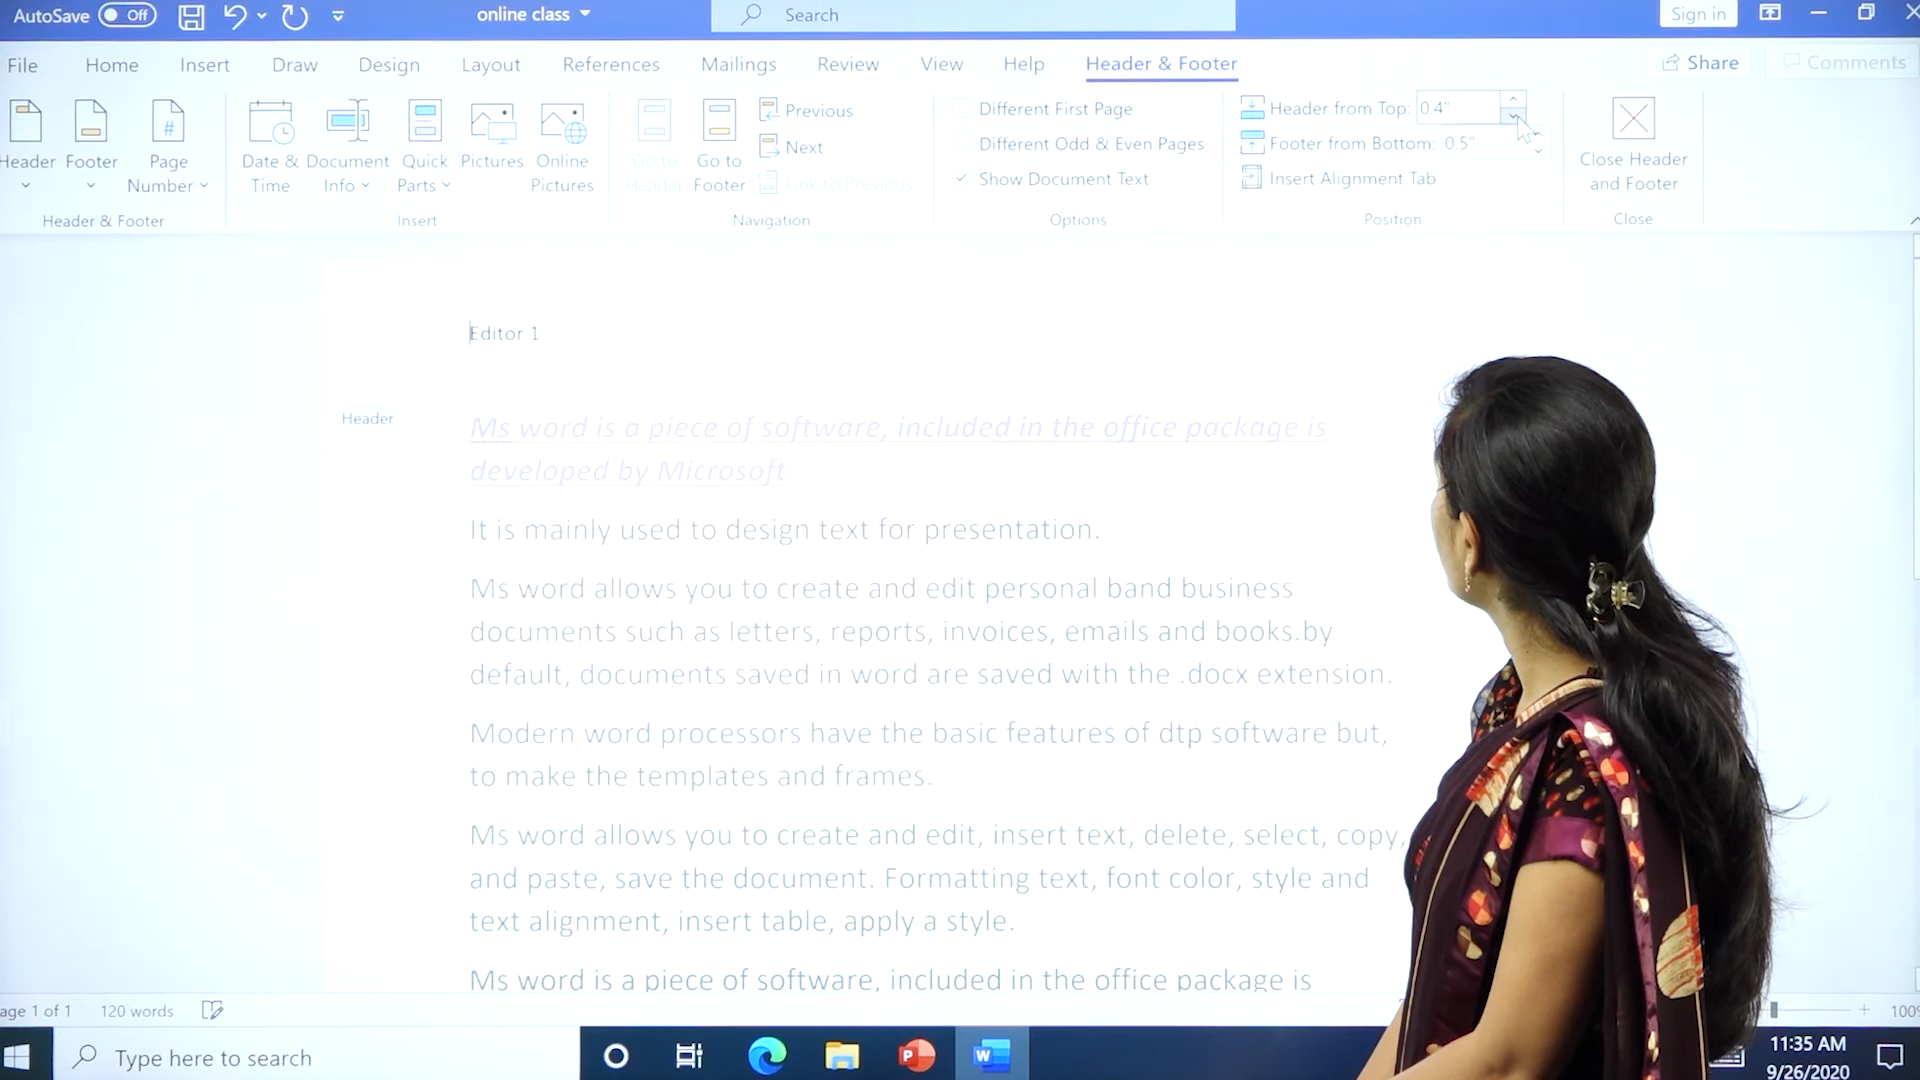 AutoSave Off
online class
Search
Sign in
File Home Insert Draw Design Layout References Mailings Review View Help Header & Footer
Share
Comments
Header
Footer
Page
Number
Header & Footer
Date &
Time
Document
Info
Quick
Parts
Pictures
Online
Pictures
Insert
Go to
Header
Go to
Footer
Previous
Next
Link to Previous
Navigation
Different First Page
Different Odd & Even Pages
Show Document Text
Options
Header from Top: 0.4"
Footer from Bottom: 0.5"
Insert Alignment Tab
Position
Close Header
and Footer
Close
Editor 1
Header
Ms word is a piece of software, included in the office package is
developed by Microsoft
It is mainly used to design text for presentation.
Ms word allows you to create and edit personal band business
documents such as letters, reports, invoices, emails and books.by
default, documents saved in word are saved with the .docx extension.
Modern word processors have the basic features of dtp software but,
to make the templates and frames.
Ms word allows you to create and edit, insert text, delete, select, copy,
and paste, save the document. Formatting text, font color, style and
text alignment, insert table, apply a style.
Ms word is a piece of software, included in the office package is
age 1 of 1 120 words
100%
Type here to search
11:35 AM
9/26/2020